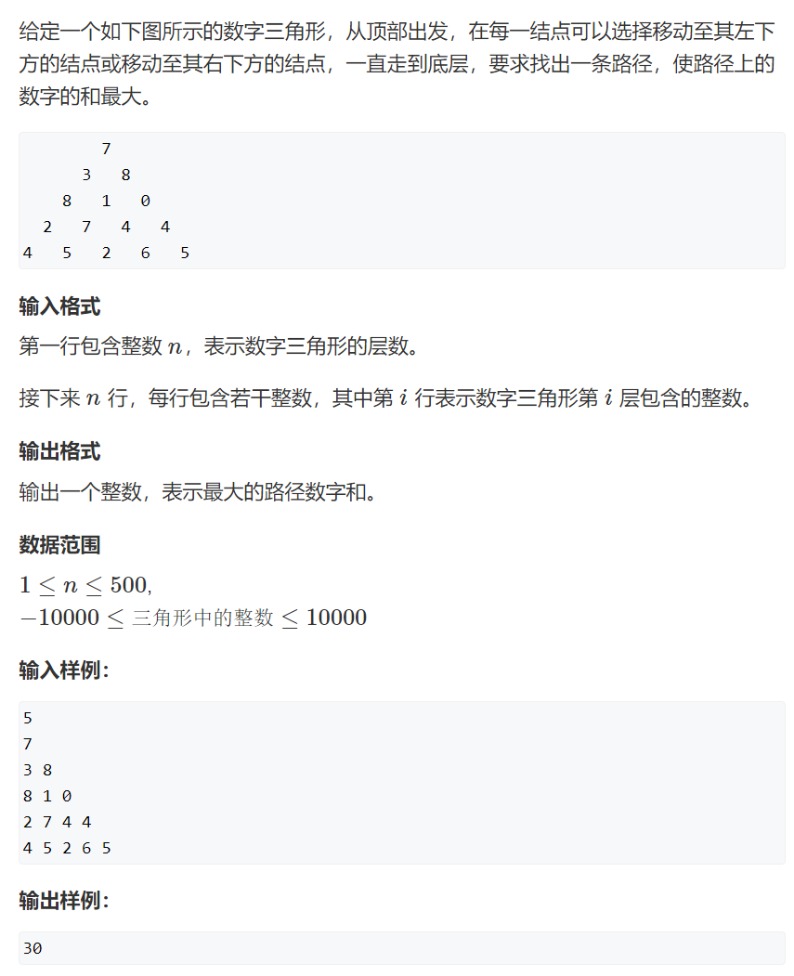 给定一个如下图所示的数字三角形，从顶部出发，在每一结点可以选择移动至其左下
方的结点或移动至其右下方的结点，一直走到底层，要求找出一条路径，使路径上的
数字的和最大。
7
3 8
8 1 0
2 7 4 4
4 5 2 6 5
输入格式
第一行包含整数 n，表示数字三角形的层数。
接下来 n 行，每行包含若干整数，其中第 i 行表示数字三角形第 i 层包含的整数。
输出格式
输出一个整数，表示最大的路径数字和。
数据范围
1 ≤ n ≤ 500,
−10000 ≤ 三角形中的整数 ≤ 10000
输入样例：
5
7
3 8
8 1 0
2 7 4 4
4 5 2 6 5
输出样例：
30